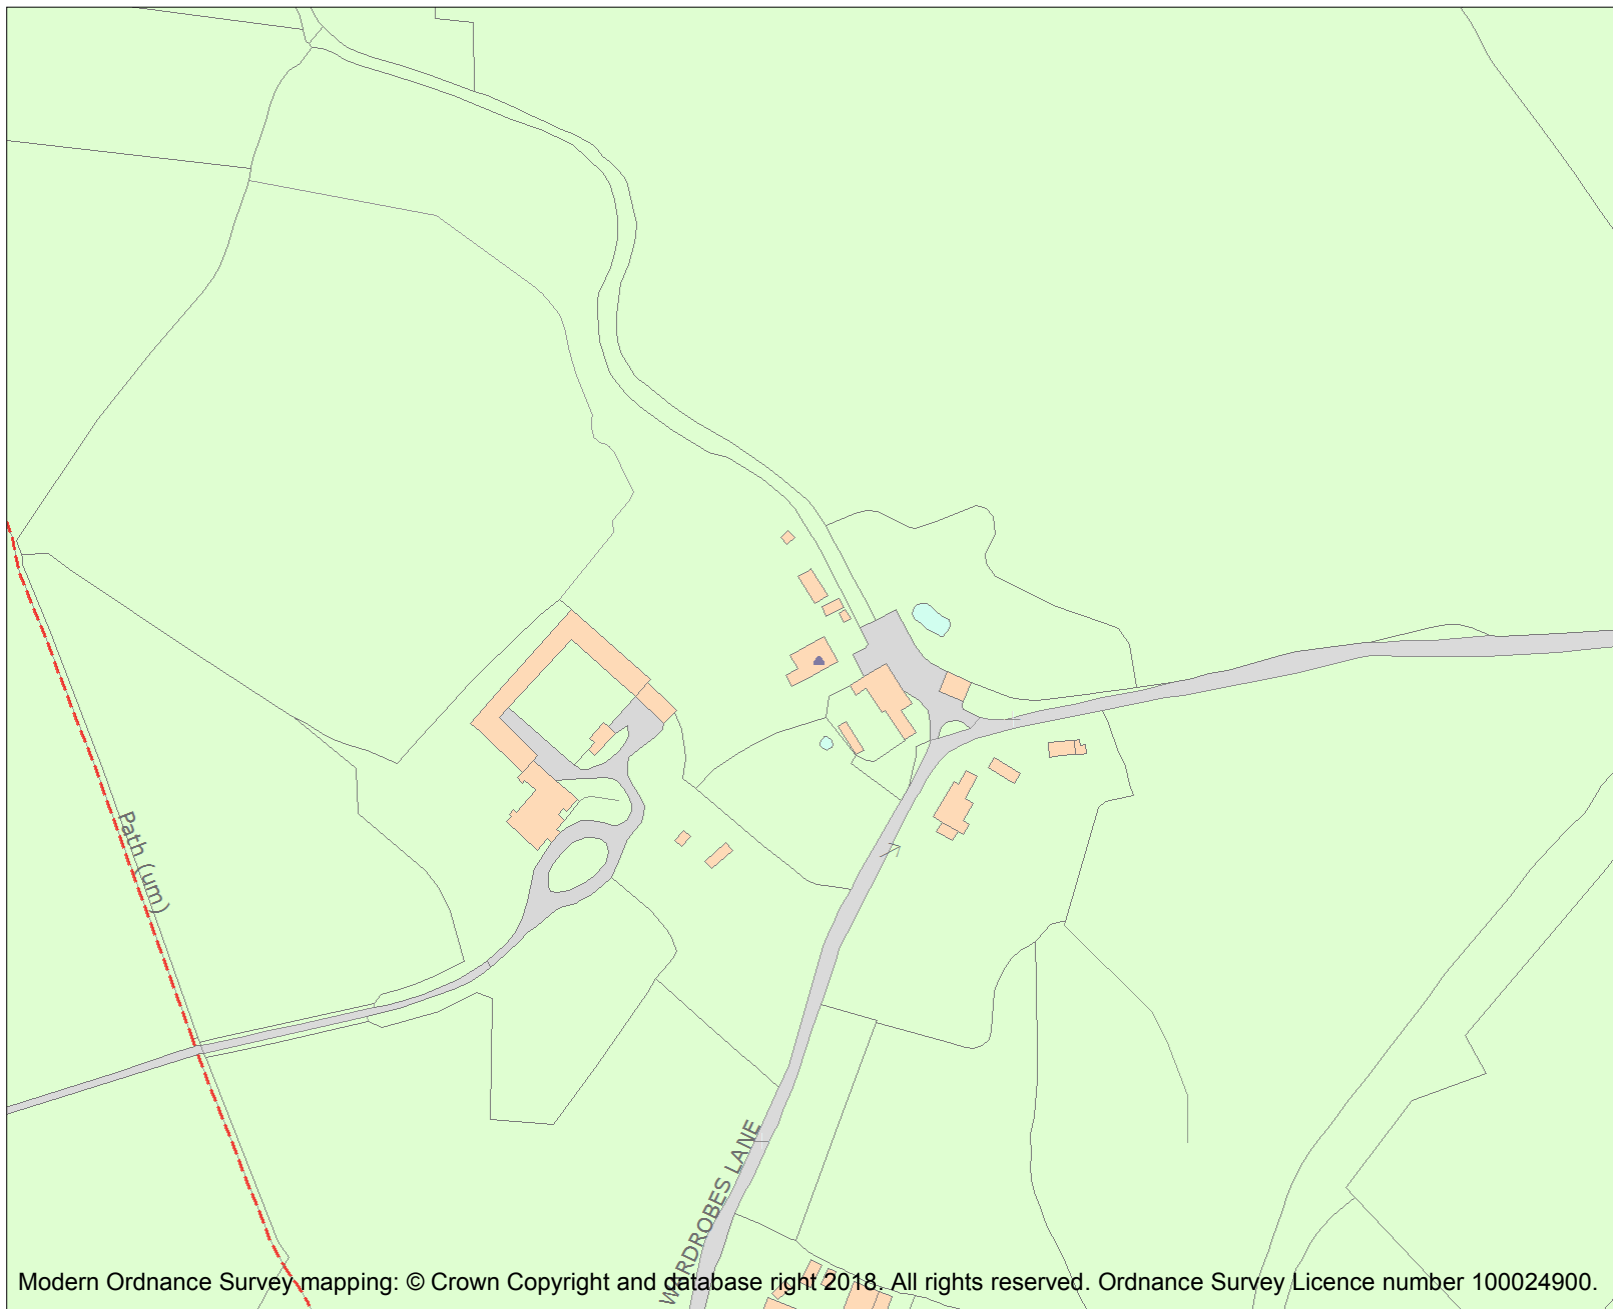 Path (um)
WARDROBES LANE
Modern Ordnance Survey mapping: © Crown Copyright and database right 2018. All rights reserved. Ordnance Survey Licence number 100024900.